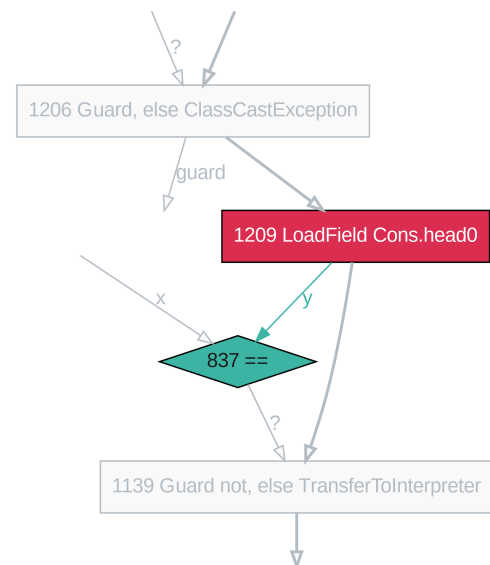 ?
1206 Guard, else ClassCastException
guard
1209 LoadField Cons.head0
x
y
837 ==
?
1139 Guard not, else TransferToInterpreter